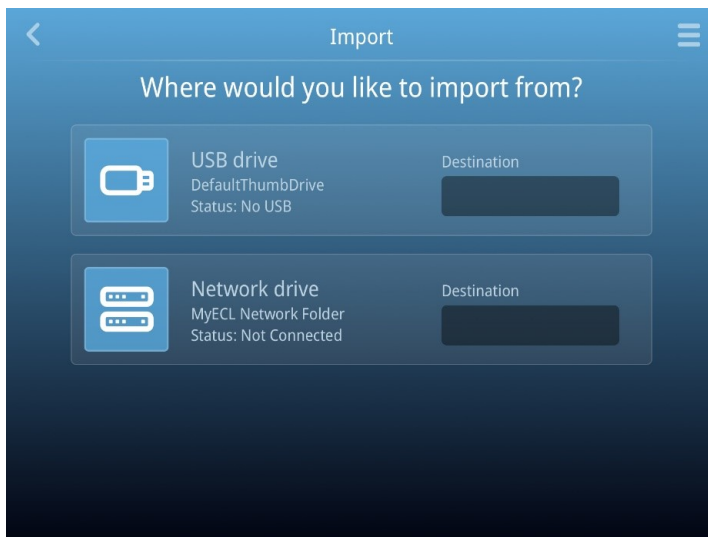 Import
Where would you like to import from?
USB drive
DefaultThumbDrive
Status: No USB
Destination
Network drive
MyECL Network Folder
Status: Not Connected
Destination